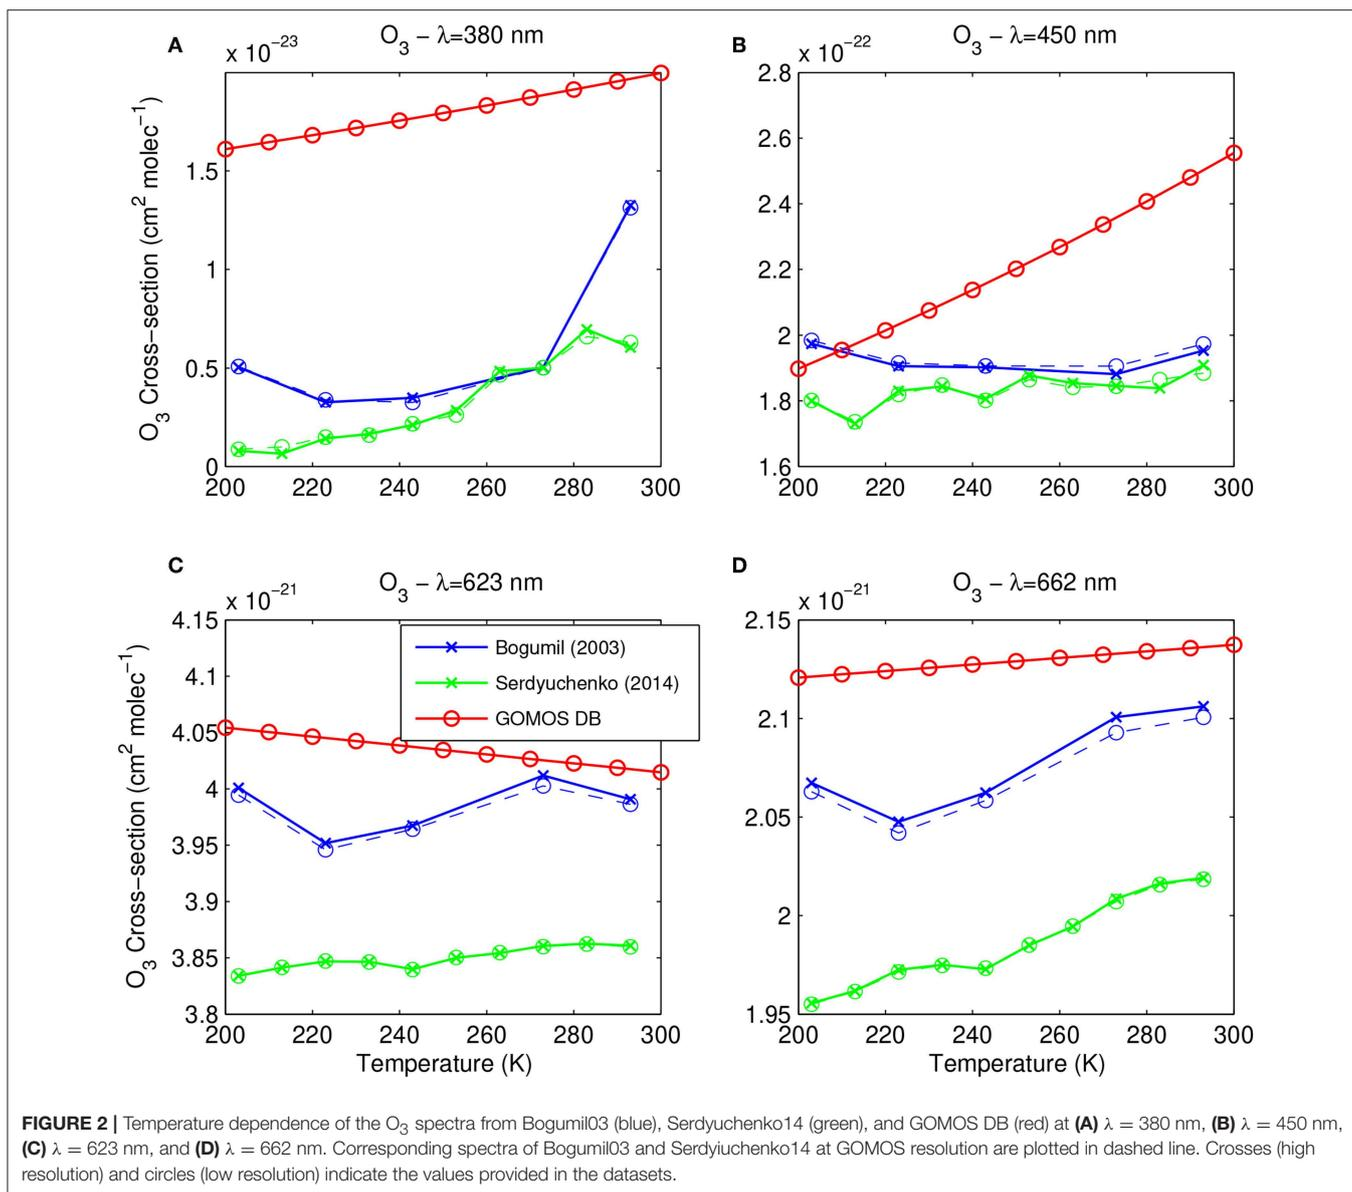 A
O3 − λ=380 nm
x 10−23
O3 Cross−section (cm2 molec−1)
1.5
1
0.5
0
200 220 240 260 280 300
B
O3 − λ=450 nm
x 10−22
2.8
2.6
2.4
2.2
2
1.8
1.6
200 220 240 260 280 300
C
O3 − λ=623 nm
x 10−21
O3 Cross−section (cm2 molec−1)
4.15
4.1
4.05
4
3.95
3.9
3.85
3.8
200 220 240 260 280 300
Temperature (K)
Bogumil (2003)
Serdyuchenko (2014)
GOMOS DB
D
O3 − λ=662 nm
x 10−21
2.15
2.1
2.05
2
1.95
200 220 240 260 280 300
Temperature (K)
FIGURE 2 | Temperature dependence of the O3 spectra from Bogumil03 (blue), Serdyuchenko14 (green), and GOMOS DB (red) at (A) λ = 380 nm, (B) λ = 450 nm,
(C) λ = 623 nm, and (D) λ = 662 nm. Corresponding spectra of Bogumil03 and Serdyiuchenko14 at GOMOS resolution are plotted in dashed line. Crosses (high
resolution) and circles (low resolution) indicate the values provided in the datasets.